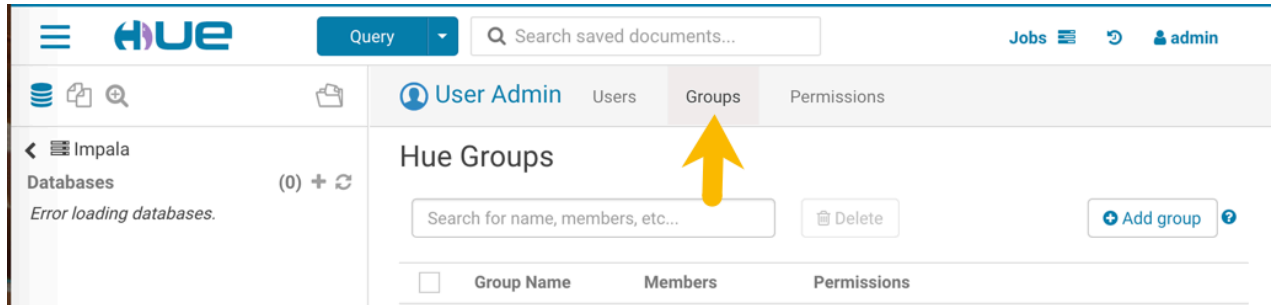 HUE
Query
Search saved documents...
Jobs
admin
User Admin
Users
Groups
Permissions
Impala
Databases
(0)
Error loading databases.
Hue Groups
Search for name, members, etc...
Delete
Add group
Group Name
Members
Permissions